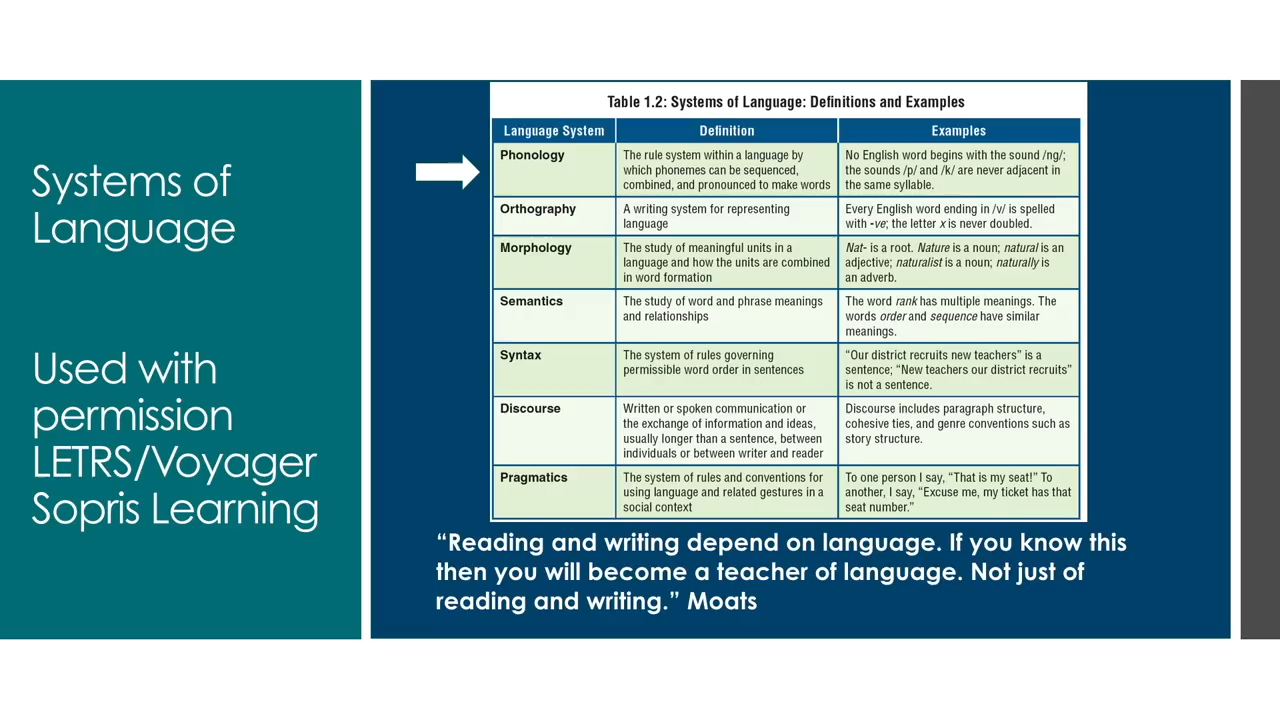 Systems of
Language
Used with
permission
LETRS/Voyager
Sopris Learning
Table 1.2: Systems of Language: Definitions and Examples
Language System
Definition
Examples
Phonology
The rule system within a language by
which phonemes can be sequenced,
combined, and pronounced to make words
No English word begins with the sound /ng/;
the sounds /p/ and /k/ are never adjacent in
the same syllable.
Orthography
A writing system for representing
language
Every English word ending in /v/ is spelled
with -ve; the letter x is never doubled.
Morphology
The study of meaningful units in a
language and how the units are combined
in word formation
Nat- is a root. Nature is a noun; natural is an
adjective; naturalist is a noun; naturally is
an adverb.
Semantics
The study of word and phrase meanings
and relationships
The word rank has multiple meanings. The
words order and sequence have similar
meanings.
Syntax
The system of rules governing
permissible word order in sentences
“Our district recruits new teachers” is a
sentence; “New teachers our district recruits”
is not a sentence.
Discourse
Written or spoken communication or
the exchange of information and ideas,
usually longer than a sentence, between
individuals or between writer and reader
Discourse includes paragraph structure,
cohesive ties, and genre conventions such as
story structure.
Pragmatics
The system of rules and conventions for
using language and related gestures in a
social context
To one person I say, “That is my seat!” To
another, I say, “Excuse me, my ticket has that
seat number.”
“Reading and writing depend on language. If you know this
then you will become a teacher of language. Not just of
reading and writing.” Moats